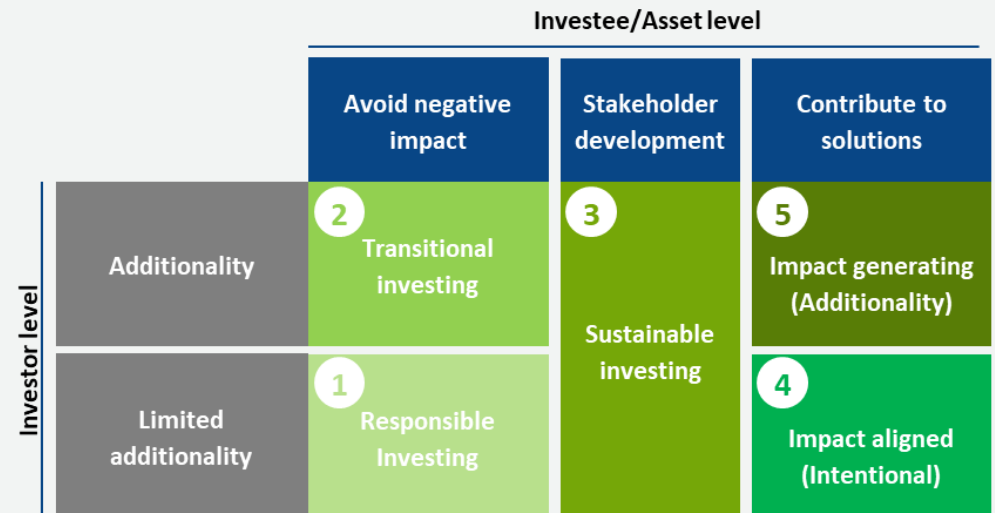 Investee/Asset level
Avoid negative
impact
Stakeholder
development
Contribute to
solutions
Investor level
Additionality
2
Transitional
investing
3
Sustainable
investing
5
Impact generating
(Additionality)
Limited
additionality
1
Responsible
Investing
4
Impact aligned
(Intentional)